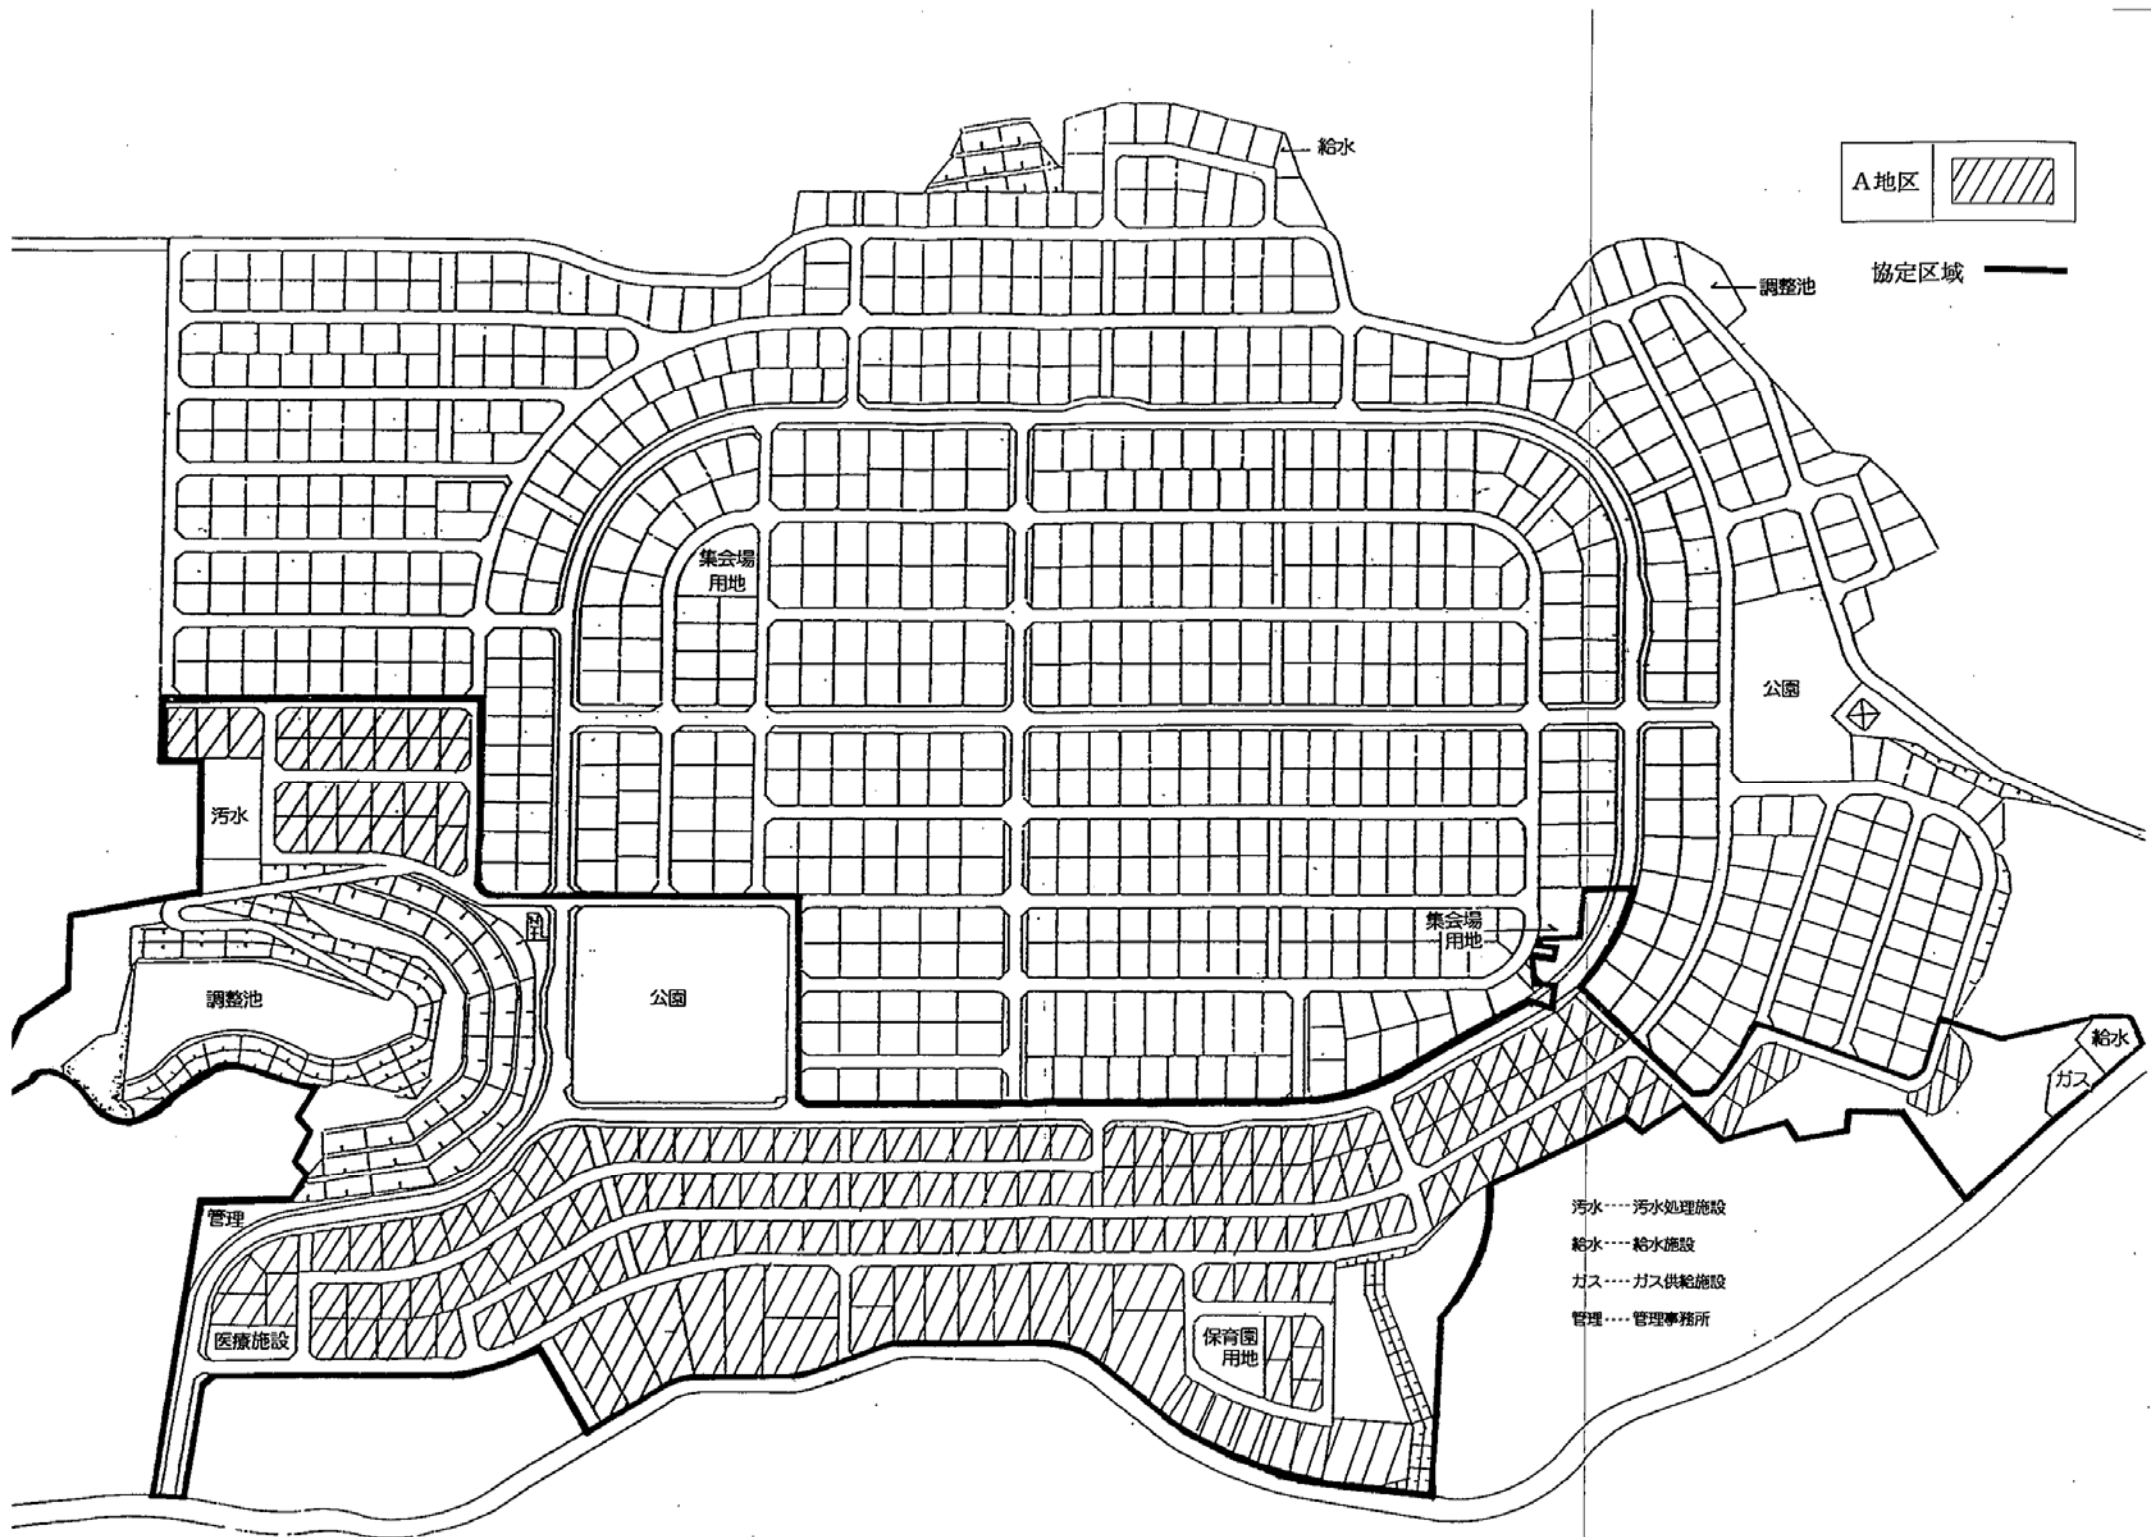 給水
A地区
調整池
協定区域
集会場
用地
公園
汚水
集会場
用地
調整池
公園
給水
ガス
管理
汚水----汚水処理施設
給水----給水施設
ガス----ガス供給施設
管理----管理事務所
医療施設
保育園
用地